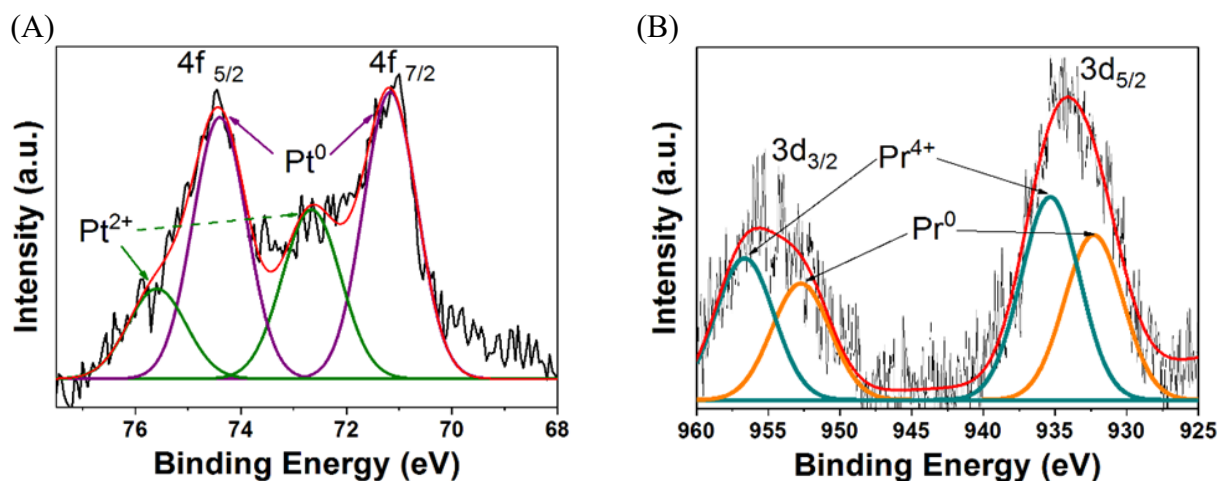 (A)
4f 5/2
4f 7/2
Pt0
Pt2+
Intensity (a.u.)
76 74 72 70 68
Binding Energy (eV)
(B)
3d5/2
3d3/2
Pr4+
Pr0
Intensity (a.u.)
960 955 950 945 940 935 930 925
Binding Energy (eV)